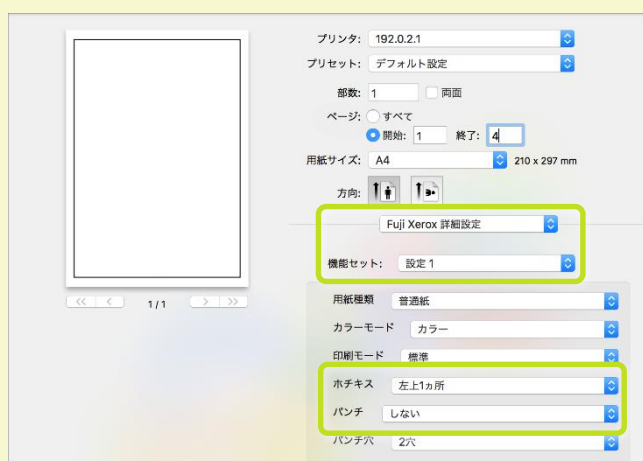 プリンタ: 192.0.2.1
プリセット: デフォルト設定
部数: 1 両面
ページ: すべて
開始: 1 終了: 4
用紙サイズ: A4 210 x 297 mm
方向:
Fuji Xerox 詳細設定
機能セット: 設定 1
<< < 1 / 1 > >>
用紙種類 普通紙
カラーモード カラー
印刷モード 標準
ホチキス 左上1ヵ所
パンチ しない
パンチ穴 2穴